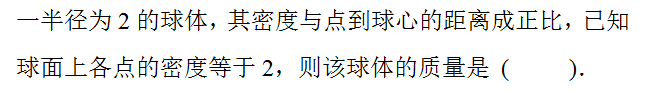 一半径为 2 的球体，其密度与点到球心的距离成正比，已知
球面上各点的密度等于 2，则该球体的质量是 (      ).